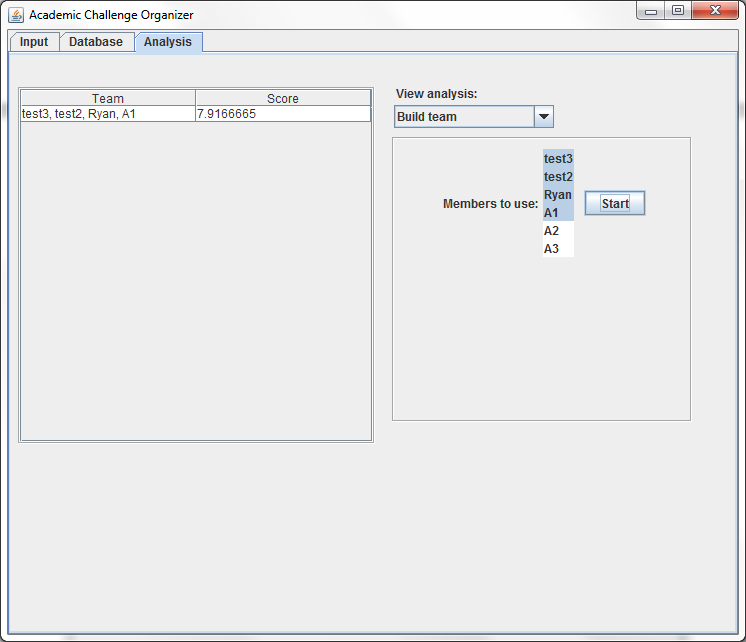 Academic Challenge Organizer
Input Database Analysis
Team Score
test3, test2, Ryan, A1 7.9166665
View analysis:
Build team
Members to use:
test3
test2
Ryan
A1
A2
A3
Start